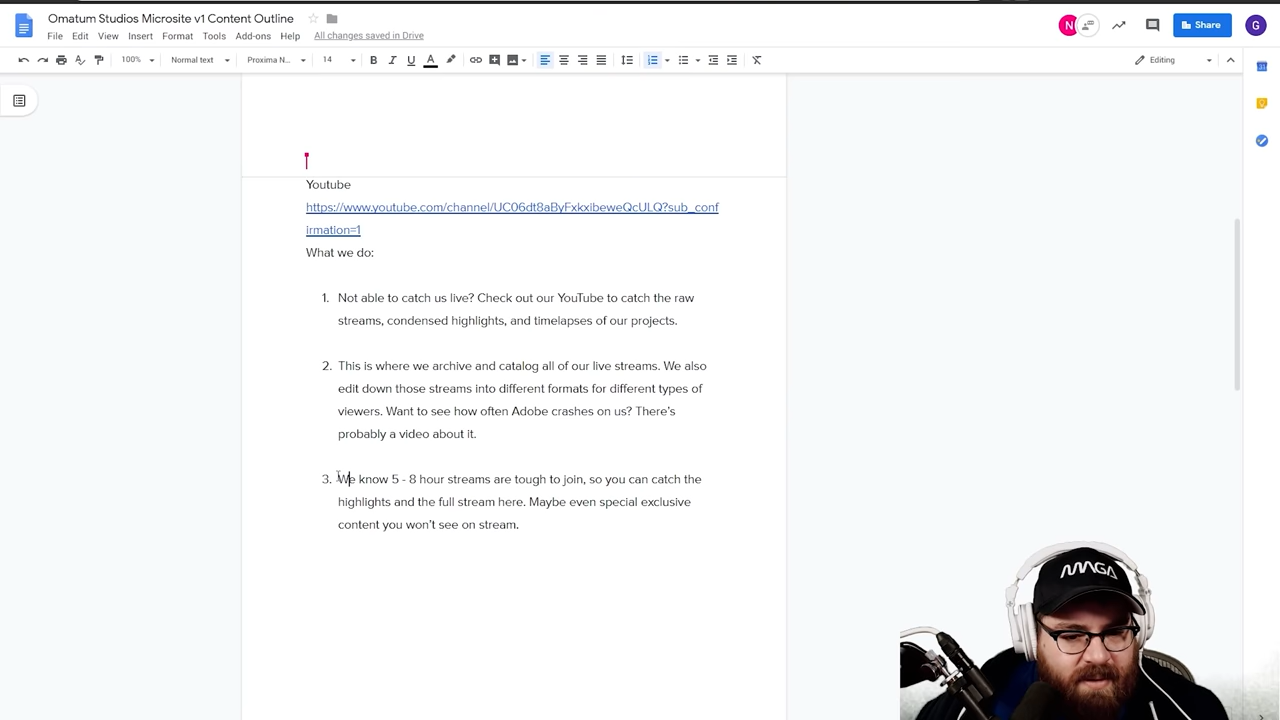 Omatum Studios Microsite v1 Content Outline
File Edit View Insert Format Tools Add-ons Help All changes saved in Drive
N
Share
G
100% Normal text Proxima N... 14 B I U A
Editing
Youtube
https://www.youtube.com/channel/UC06dt8aByFxkxibeweQcULQ?sub_conf
irmation=1
What we do:
1. Not able to catch us live? Check out our YouTube to catch the raw
streams, condensed highlights, and timelapses of our projects.
2. This is where we archive and catalog all of our live streams. We also
edit down those streams into different formats for different types of
viewers. Want to see how often Adobe crashes on us? There's
probably a video about it.
3. We know 5 - 8 hour streams are tough to join, so you can catch the
highlights and the full stream here. Maybe even special exclusive
content you won't see on stream.